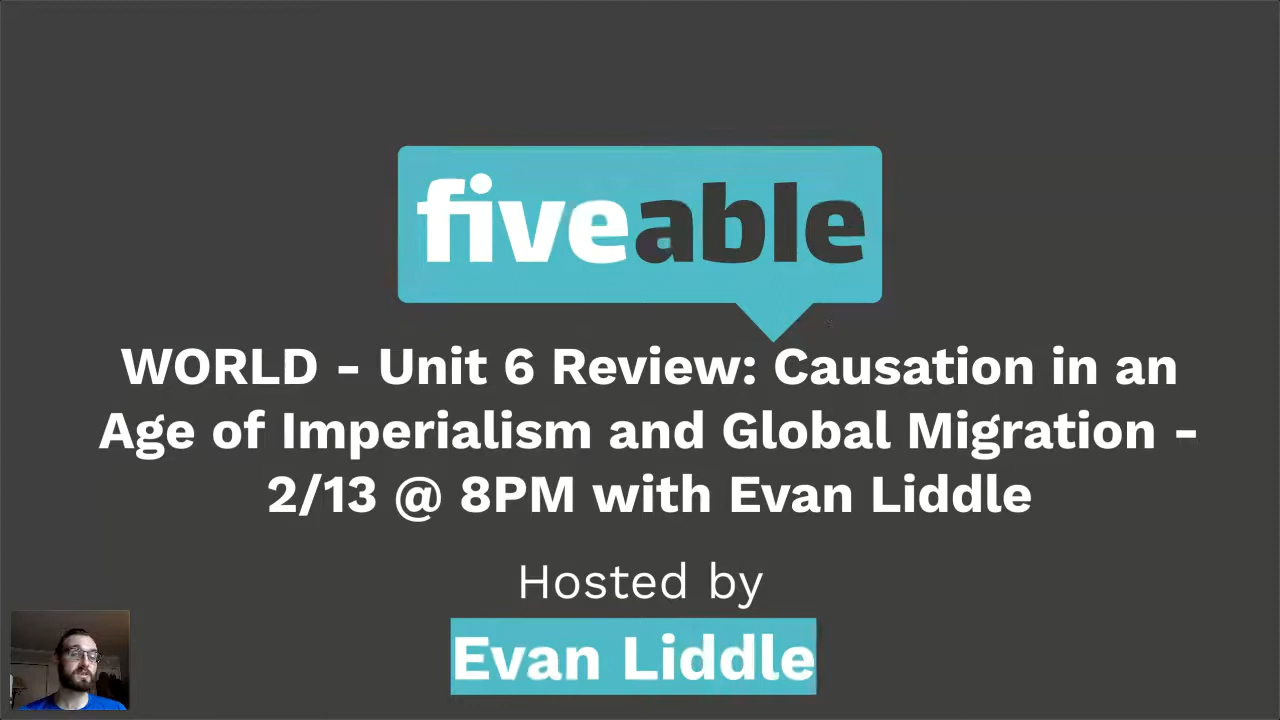 fiveable
WORLD - Unit 6 Review: Causation in an
Age of Imperialism and Global Migration -
2/13 @ 8PM with Evan Liddle
Hosted by
Evan Liddle